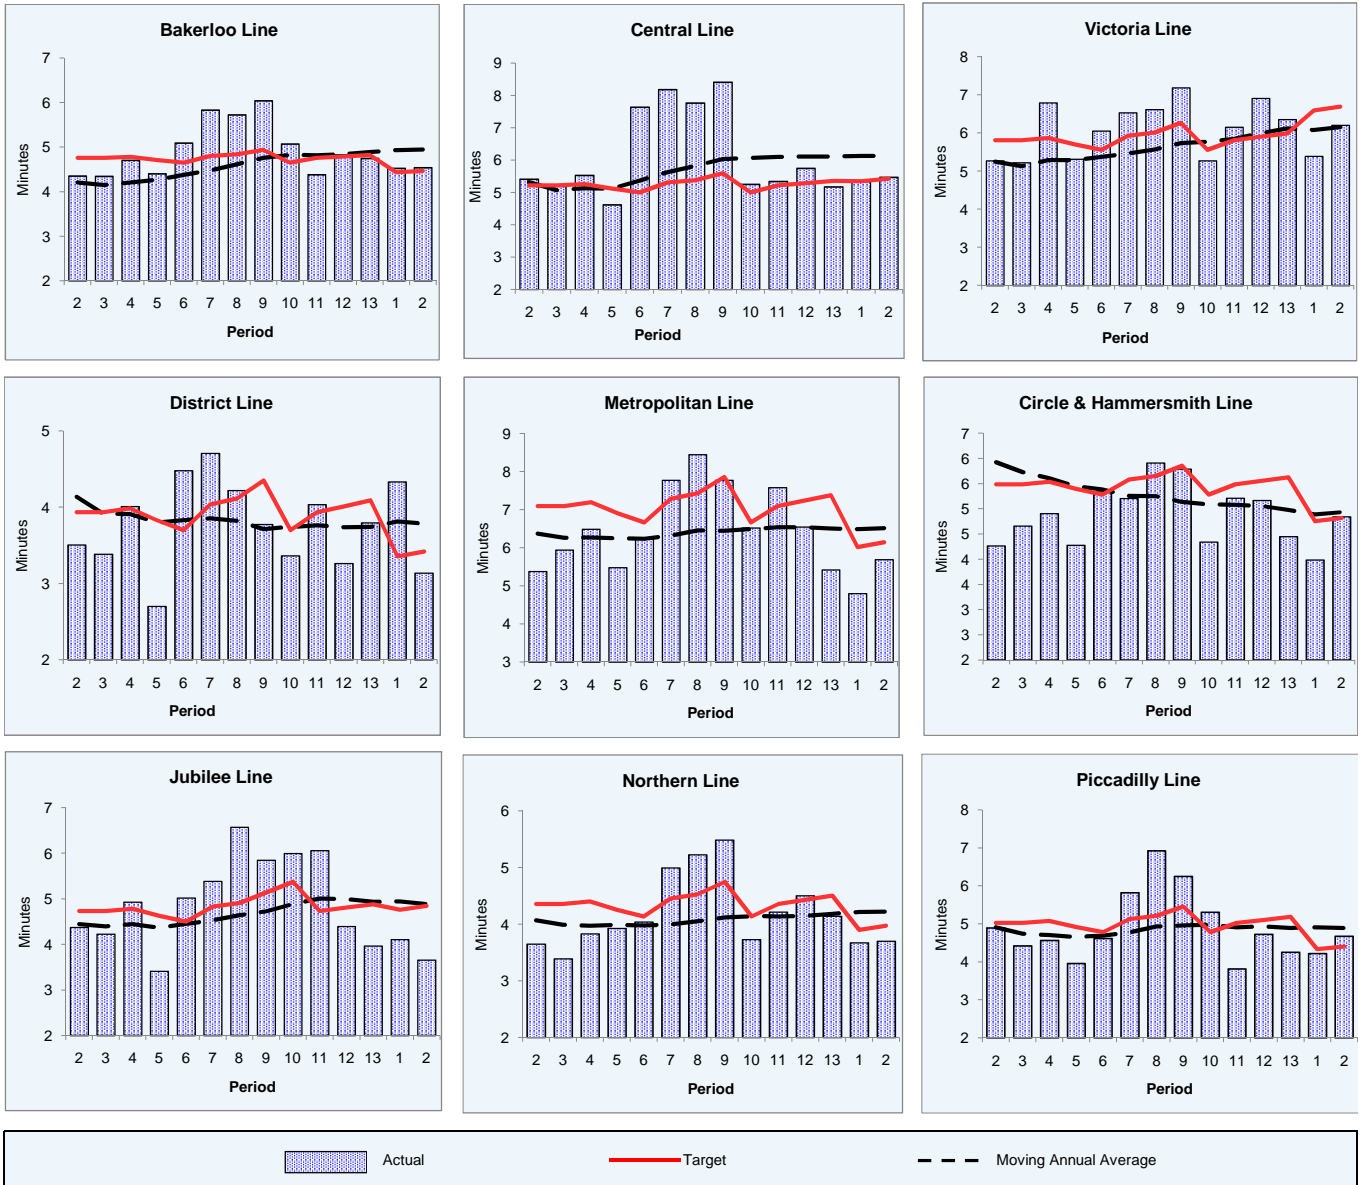 Bakerloo Line
7
6
5
4
3
2
Minutes
2 3 4 5 6 7 8 9 10 11 12 13 1 2
Period
Central Line
9
8
7
6
5
4
3
2
Minutes
2 3 4 5 6 7 8 9 10 11 12 13 1 2
Period
Victoria Line
8
7
6
5
4
3
2
Minutes
2 3 4 5 6 7 8 9 10 11 12 13 1 2
Period
District Line
5
4
3
2
Minutes
2 3 4 5 6 7 8 9 10 11 12 13 1 2
Period
Metropolitan Line
9
8
7
6
5
4
3
Minutes
2 3 4 5 6 7 8 9 10 11 12 13 1 2
Period
Circle & Hammersmith Line
7
6
6
5
5
4
4
3
3
2
Minutes
2 3 4 5 6 7 8 9 10 11 12 13 1 2
Period
Jubilee Line
7
6
5
4
3
2
Minutes
2 3 4 5 6 7 8 9 10 11 12 13 1 2
Period
Northern Line
6
5
4
3
2
Minutes
2 3 4 5 6 7 8 9 10 11 12 13 1 2
Period
Piccadilly Line
8
7
6
5
4
3
2
Minutes
2 3 4 5 6 7 8 9 10 11 12 13 1 2
Period
Actual Target Moving Annual Average